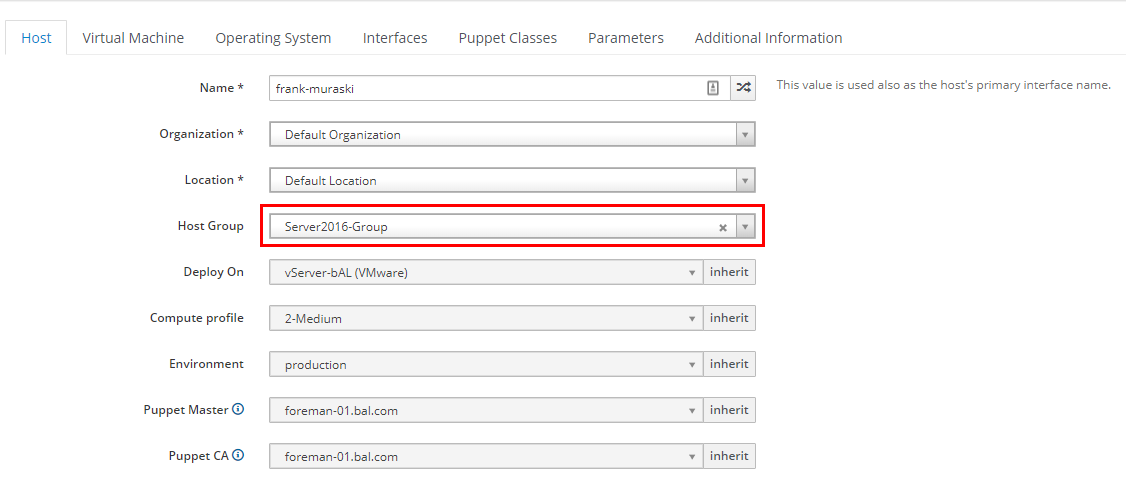 Host Virtual Machine Operating System Interfaces Puppet Classes Parameters Additional Information
Name * frank-muraski This value is used also as the host's primary interface name.
Organization * Default Organization
Location * Default Location
Host Group Server2016-Group
Deploy On vServer-bAL (VMware) inherit
Compute profile 2-Medium inherit
Environment production inherit
Puppet Master foreman-01.bal.com inherit
Puppet CA foreman-01.bal.com inherit